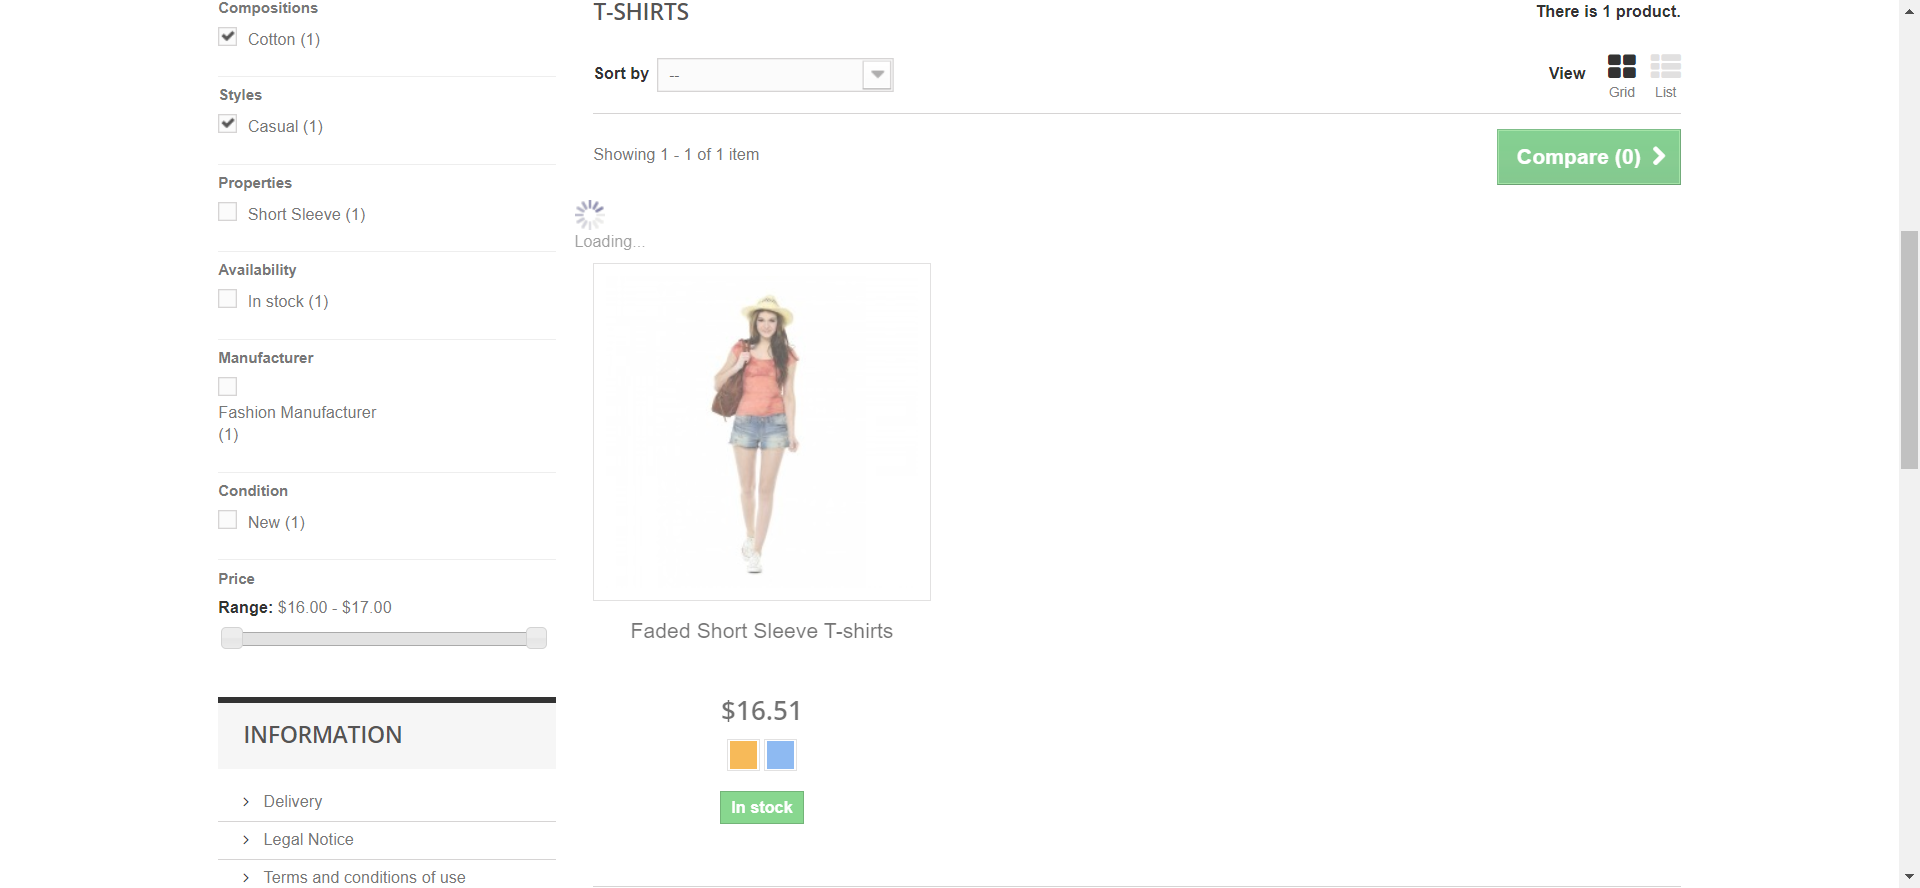 Compositions
Cotton (1)
Styles
Casual (1)
Properties
Short Sleeve (1)
Availability
In stock (1)
Manufacturer
Fashion Manufacturer
(1)
Condition
New (1)
Price
Range: $16.00 - $17.00
INFORMATION
Delivery
Legal Notice
Terms and conditions of use
T-SHIRTS
There is 1 product.
Sort by
--
View
Grid
List
Showing 1 - 1 of 1 item
Compare (0)
Loading...
Faded Short Sleeve T-shirts
$16.51
In stock